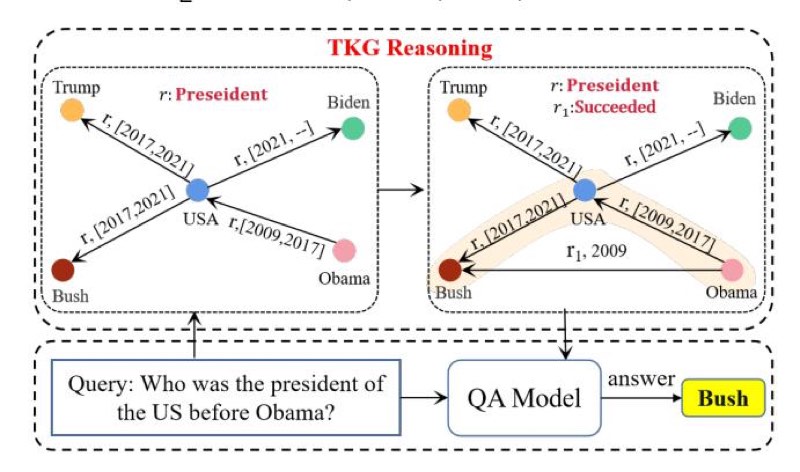 TKG Reasoning
Trump
r: Preseident
Biden
r, [2017,2021]
r, [2021, --]
USA
r, [2017,2021]
r,[2009,2017]
Bush
Obama
Trump
r: Preseident
r₁:Succeeded
Biden
r, [2017,2021]
r, [2021, --]
USA
r, [2017,2021]
r, [2009,2017]
r₁, 2009
Bush
Obama
Query: Who was the president of
the US before Obama?
QA Model
answer
Bush